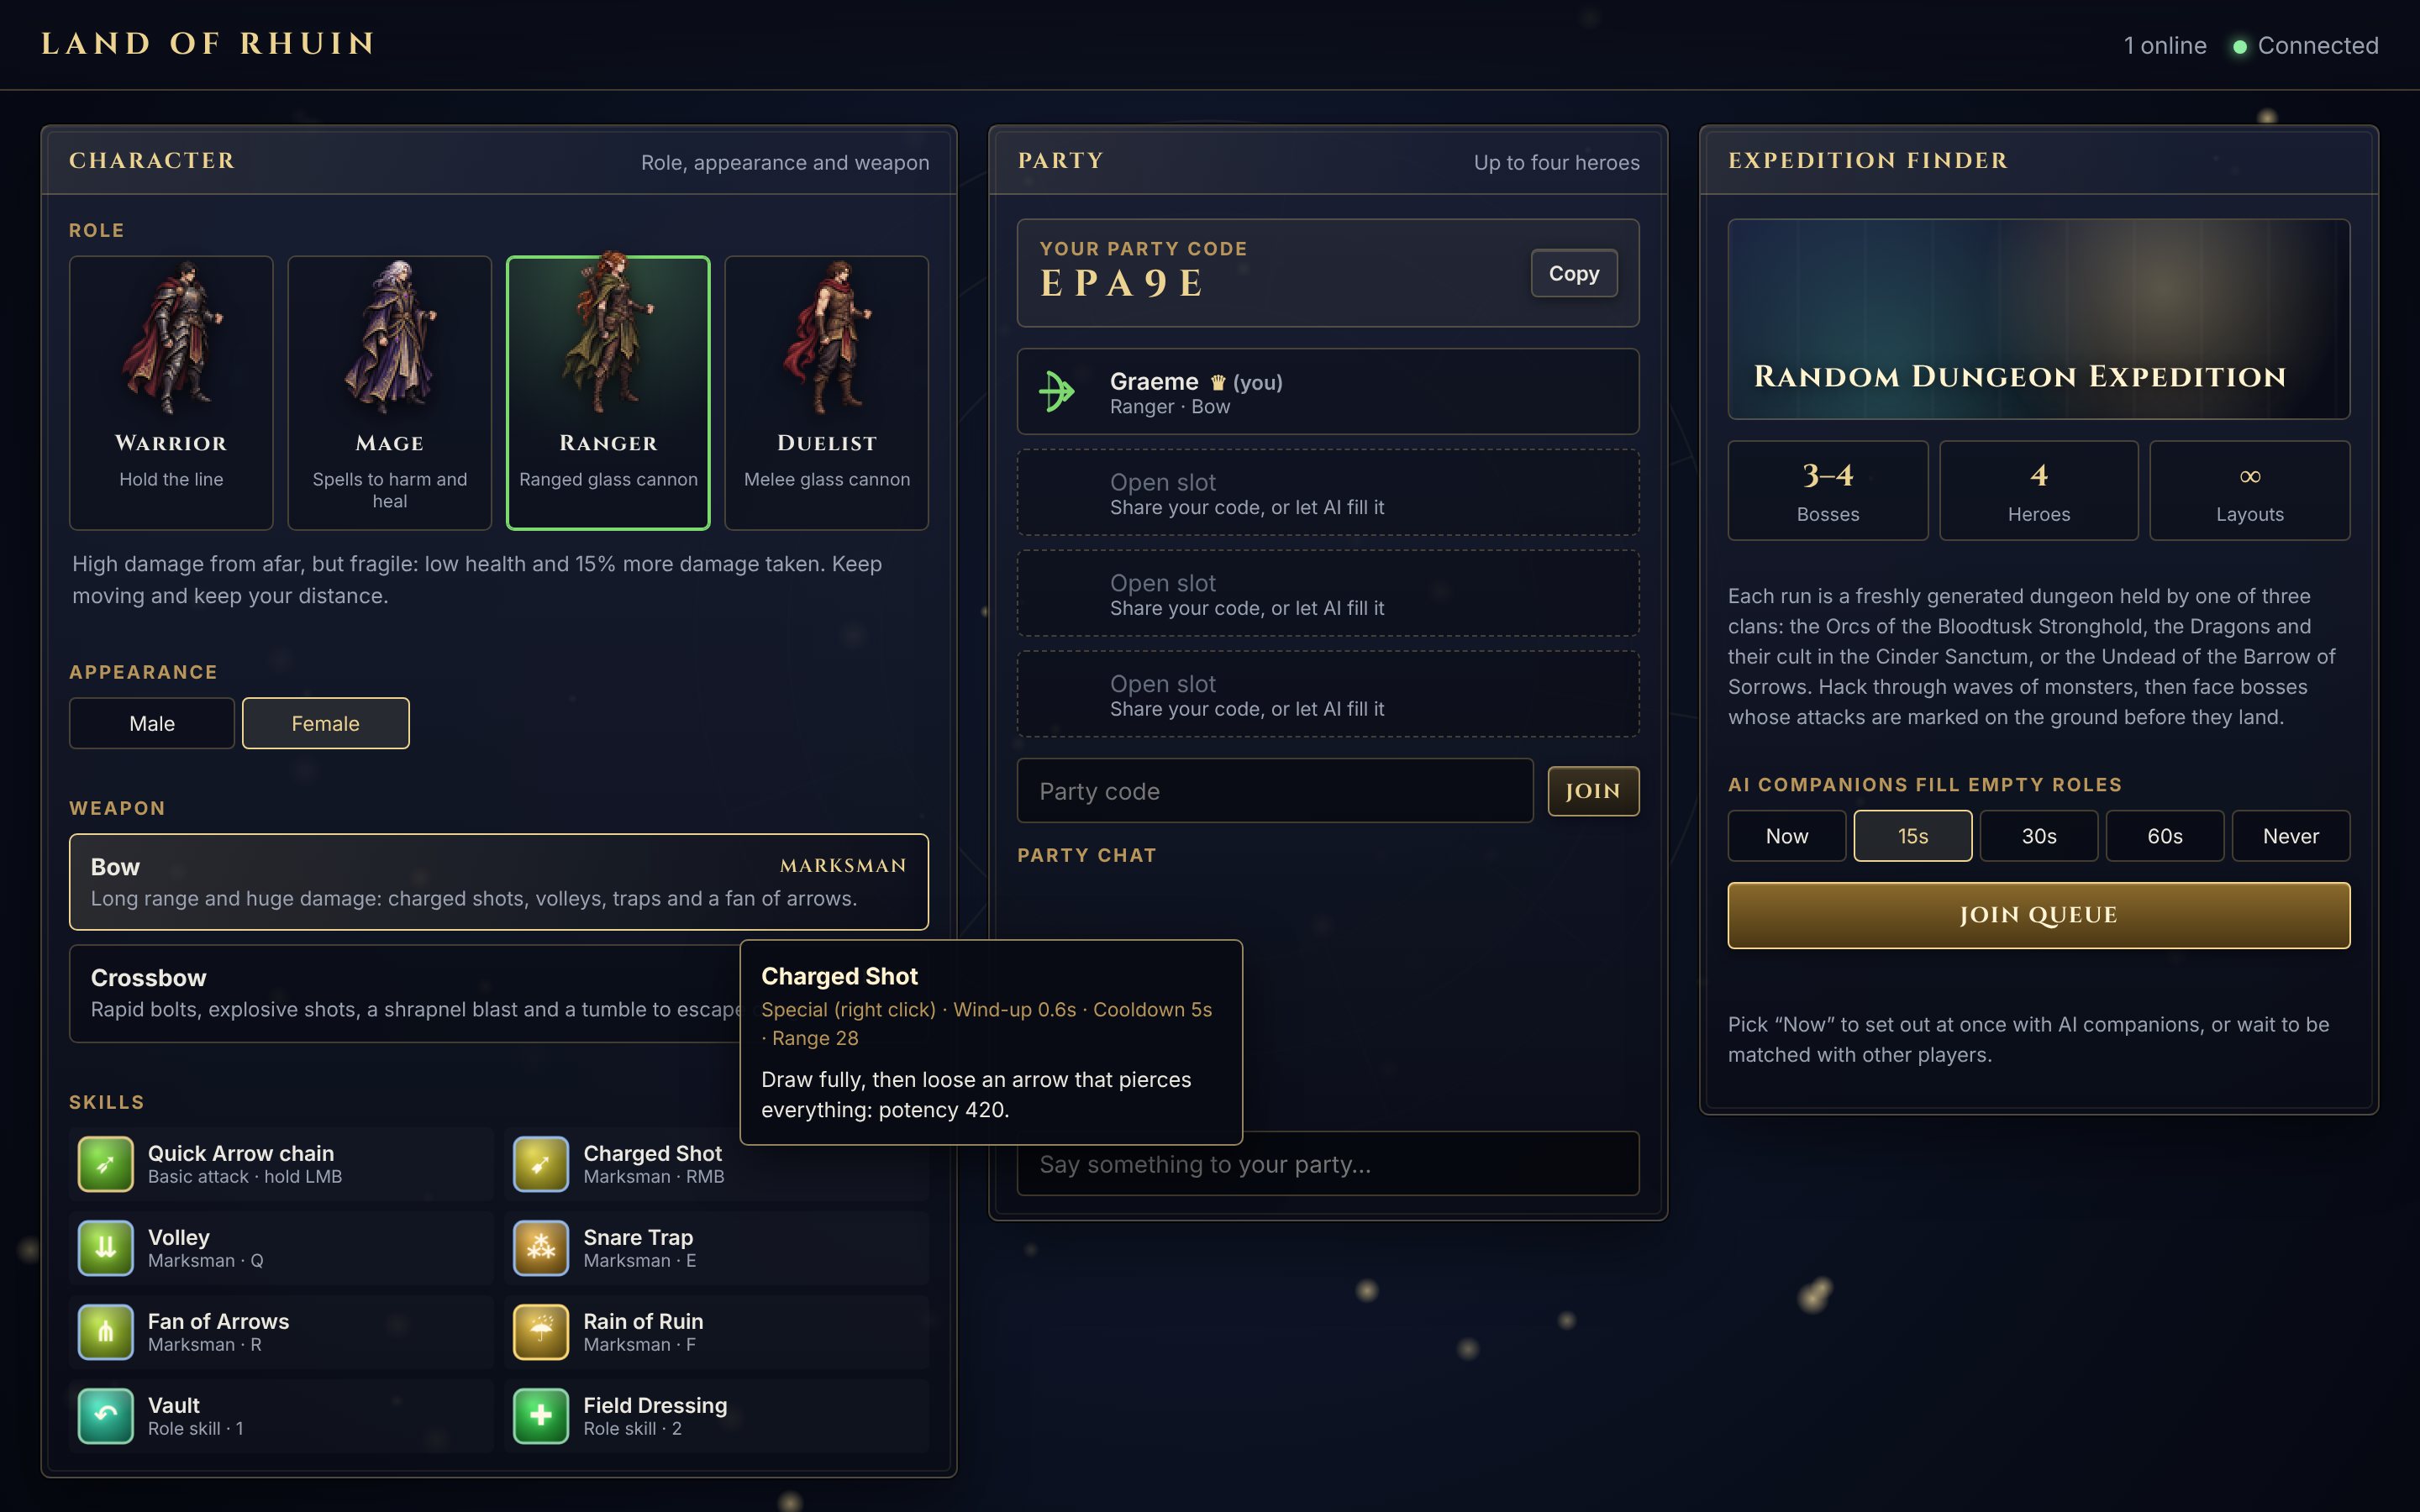 LAND OF RHUIN
1 online Connected
CHARACTER
Role, appearance and weapon
ROLE
WARRIOR
Hold the line
MAGE
Spells to harm and
heal
RANGER
Ranged glass cannon
DUELIST
Melee glass cannon
High damage from afar, but fragile: low health and 15% more damage taken. Keep
moving and keep your distance.
APPEARANCE
Male
Female
WEAPON
Bow
MARKSMAN
Long range and huge damage: charged shots, volleys, traps and a fan of arrows.
Crossbow
Rapid bolts, explosive shots, a shrapnel blast and a tumble to escape
SKILLS
Quick Arrow chain
Basic attack · hold LMB
Charged Shot
Marksman · RMB
Volley
Marksman · Q
Snare Trap
Marksman · E
Fan of Arrows
Marksman · R
Rain of Ruin
Marksman · F
Vault
Role skill · 1
Field Dressing
Role skill · 2
Charged Shot
Special (right click) · Wind-up 0.6s · Cooldown 5s
· Range 28
Draw fully, then loose an arrow that pierces
everything: potency 420.
PARTY
Up to four heroes
YOUR PARTY CODE
EPA9E
Copy
Graeme (you)
Ranger · Bow
Open slot
Share your code, or let AI fill it
Open slot
Share your code, or let AI fill it
Open slot
Share your code, or let AI fill it
Party code
JOIN
PARTY CHAT
Say something to your party...
EXPEDITION FINDER
RANDOM DUNGEON EXPEDITION
3–4
Bosses
4
Heroes
∞
Layouts
Each run is a freshly generated dungeon held by one of three
clans: the Orcs of the Bloodtusk Stronghold, the Dragons and
their cult in the Cinder Sanctum, or the Undead of the Barrow of
Sorrows. Hack through waves of monsters, then face bosses
whose attacks are marked on the ground before they land.
AI COMPANIONS FILL EMPTY ROLES
Now
15s
30s
60s
Never
JOIN QUEUE
Pick “Now” to set out at once with AI companions, or wait to be
matched with other players.